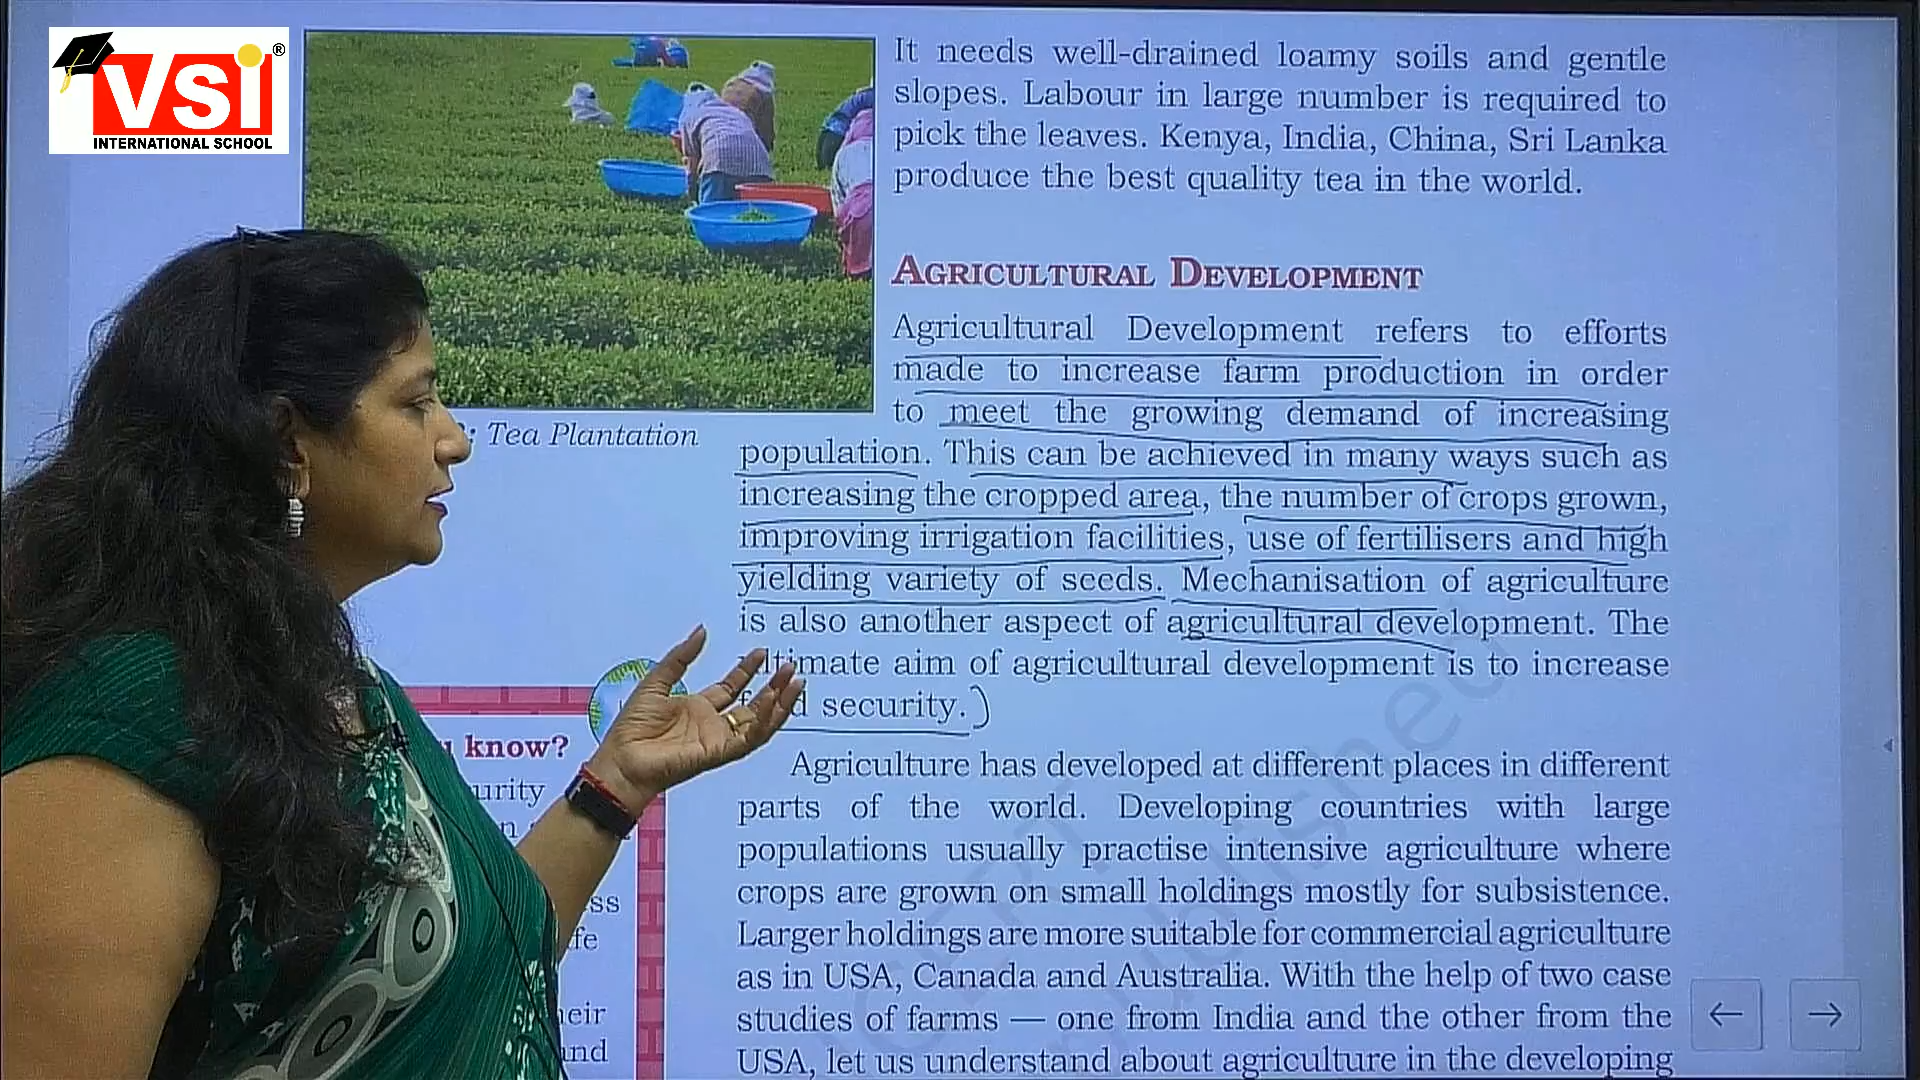 vsi ®
INTERNATIONAL SCHOOL
It needs well-drained loamy soils and gentle
slopes. Labour in large number is required to
pick the leaves. Kenya, India, China, Sri Lanka
produce the best quality tea in the world.
: Tea Plantation
AGRICULTURAL DEVELOPMENT
Agricultural Development refers to efforts
made to increase farm production in order
to meet the growing demand of increasing
population. This can be achieved in many ways such as
increasing the cropped area, the number of crops grown,
improving irrigation facilities, use of fertilisers and high
yielding variety of seeds. Mechanisation of agriculture
is also another aspect of agricultural development. The
aim of agricultural development is to increase
security.)
Agriculture has developed at different places in different
parts of the world. Developing countries with large
populations usually practise intensive agriculture where
crops are grown on small holdings mostly for subsistence.
Larger holdings are more suitable for commercial agriculture
as in USA, Canada and Australia. With the help of two case
studies of farms — one from India and the other from the
USA, let us understand about agriculture in the developing
know?
← →